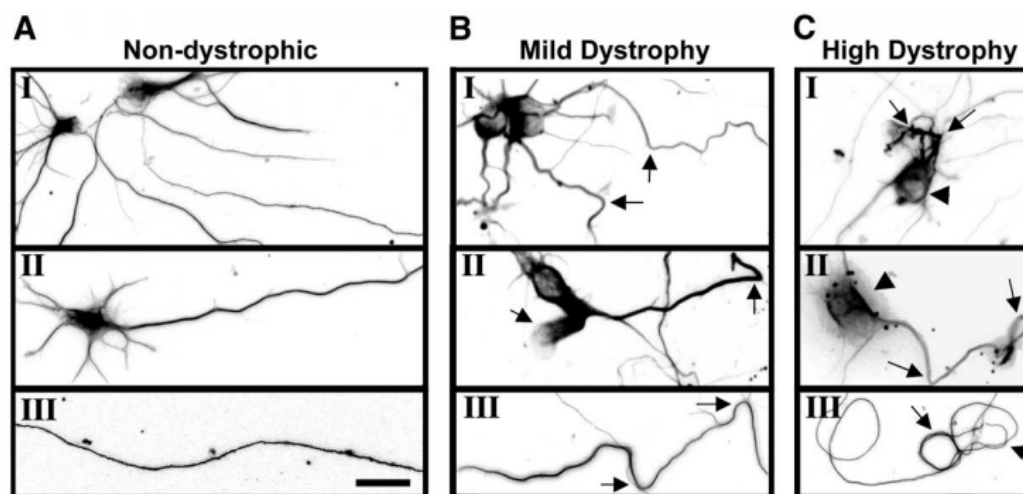 A B C
Non-dystrophic Mild Dystrophy High Dystrophy
I I I
II II II
III III III